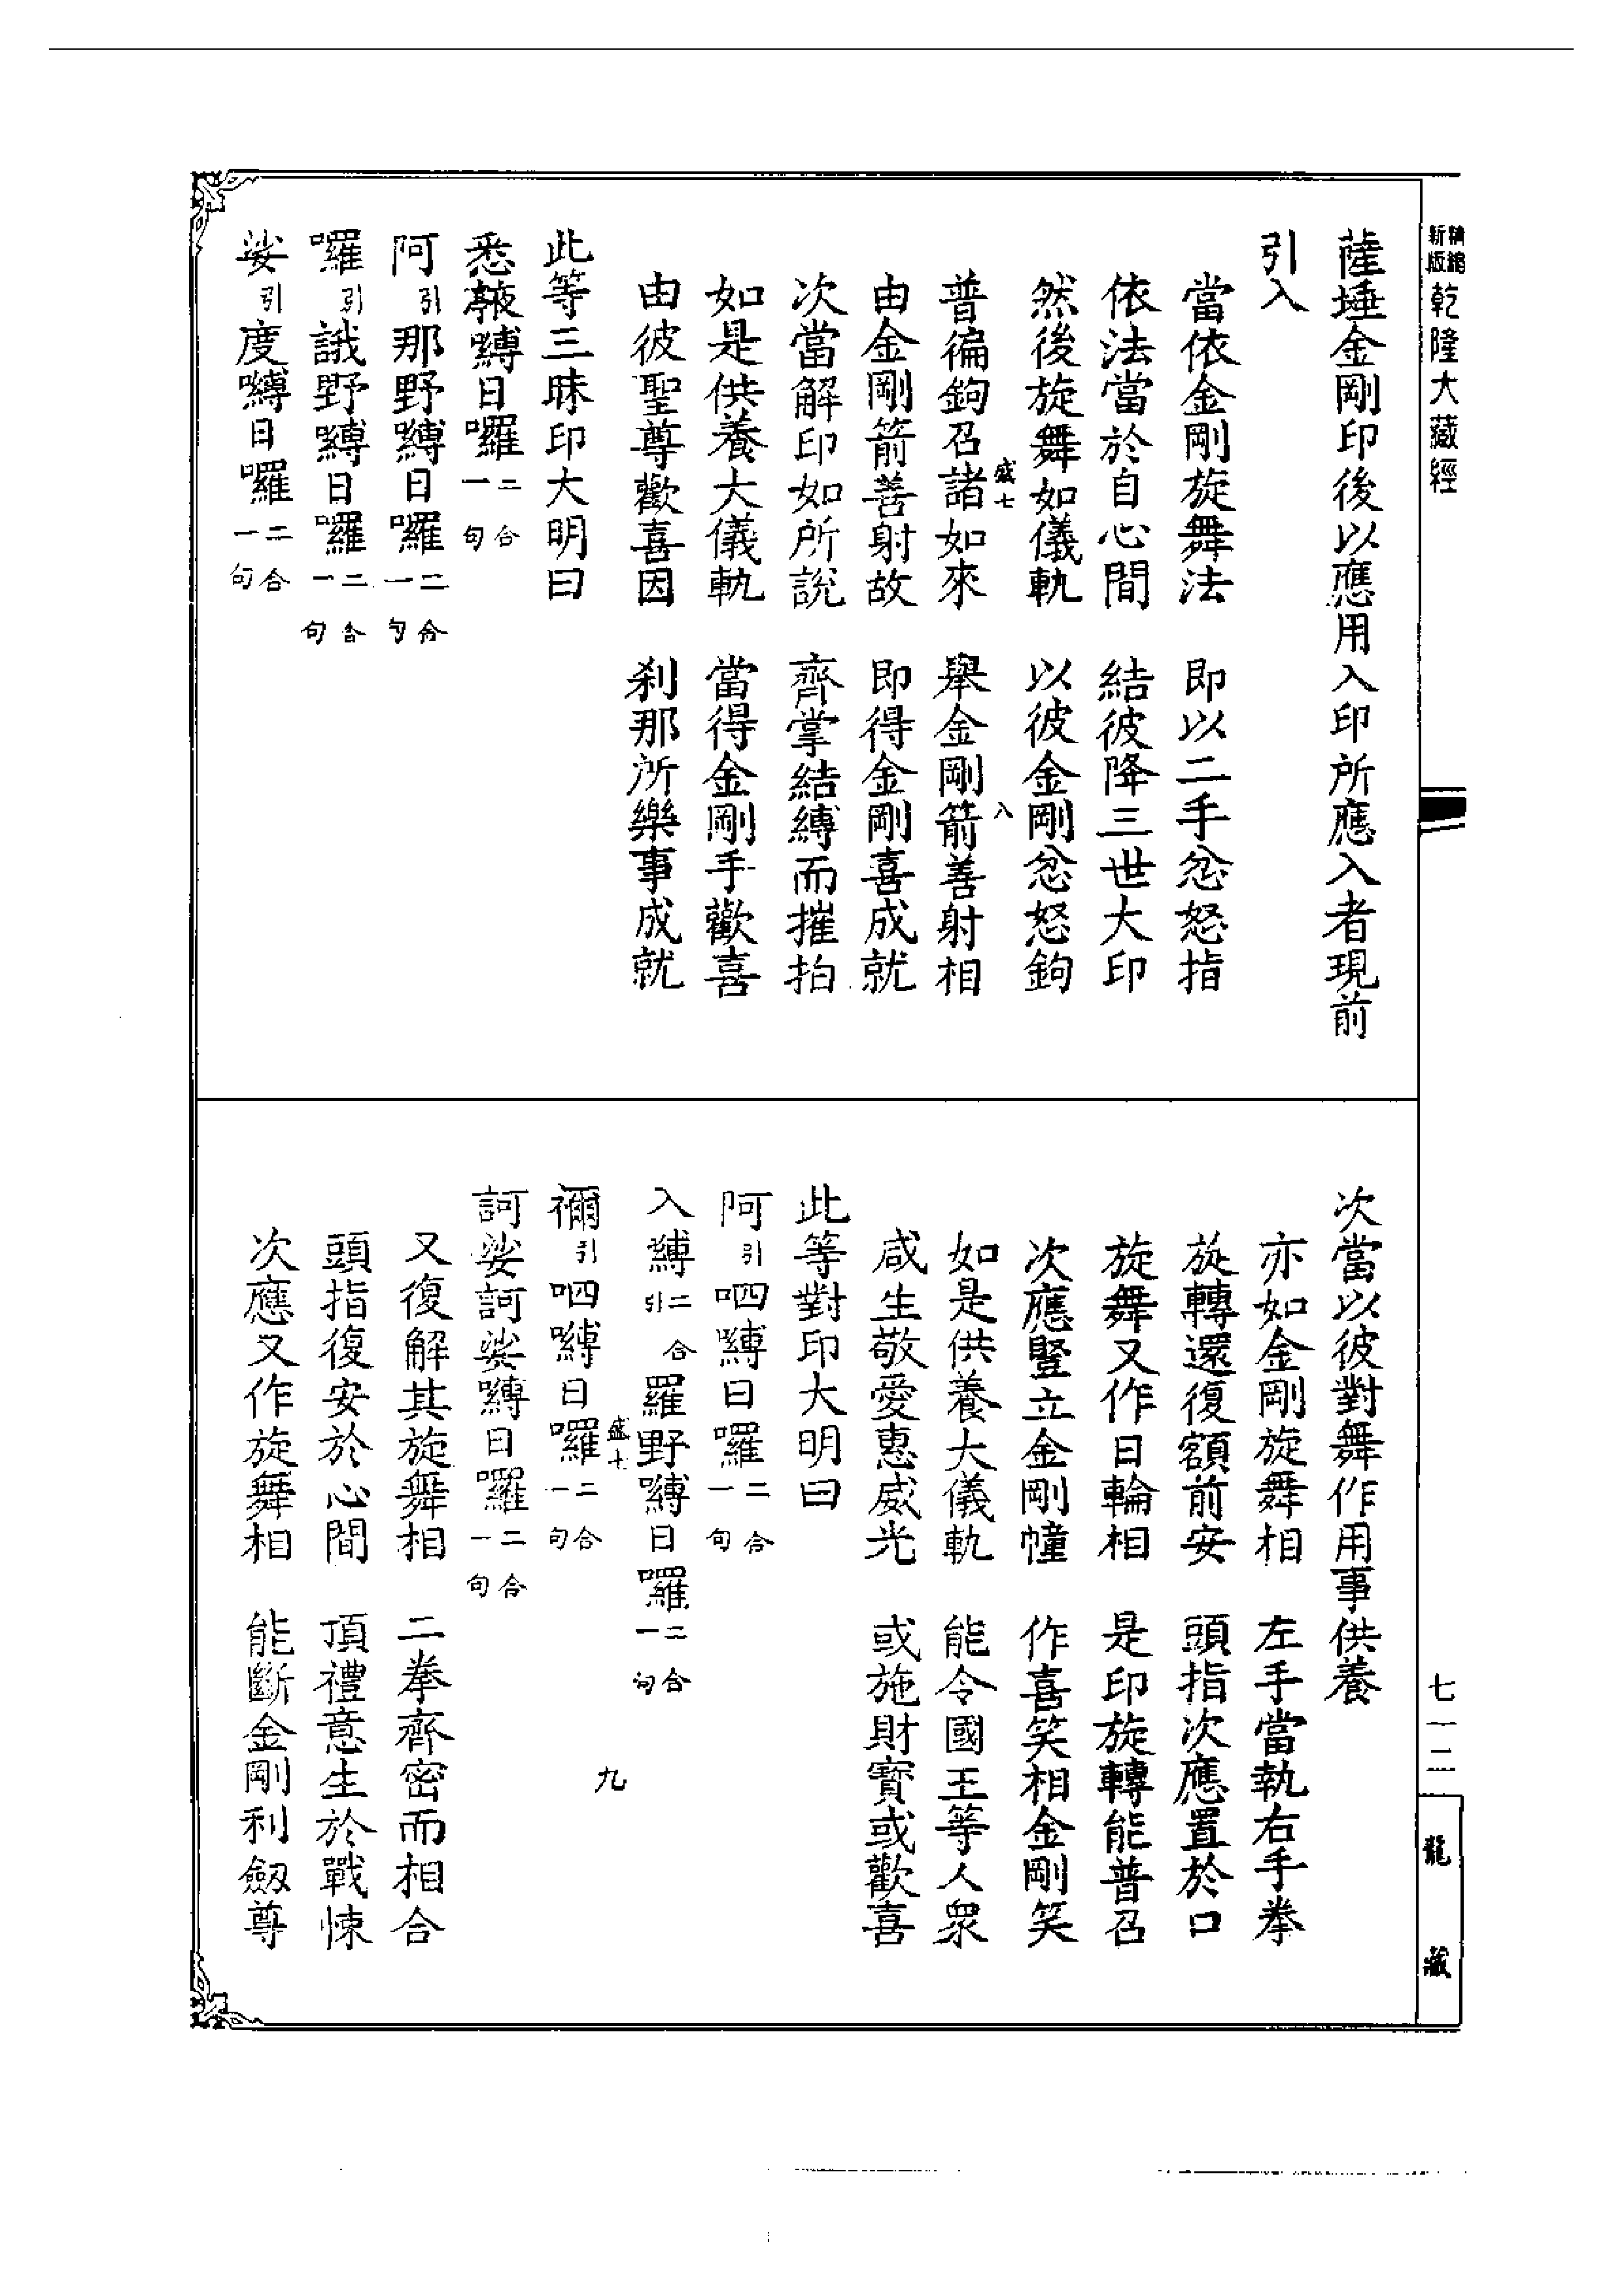 新版精縮乾隆大藏經
薩埵金剛印後以應用入印所應入者現前
引入
當依金剛旋舞法　即以二手忿怒指
依法當於自心間　結彼降三世大印
然後旋舞如儀軌　以彼金剛忿怒鉤
盛七　八
普徧鉤召諸如來　舉金剛箭善射相
由金剛箭善射故　即得金剛喜成就
次當解印如所說　齊掌結縛而摧拍
如是供養大儀軌　當得金剛手歡喜
由彼聖尊歡喜因　刹那所樂事成就
此等三昧印大明曰
悉𩕳嚩日囉二合一句
阿引那野嚩日囉二合一句
囉引誐野嚩日囉二合一句
娑引度嚩日囉二合一句
次當以彼對舞作用事供養
亦如金剛旋舞相　左手當執右手拳
旋轉還復額前安　頭指次應置於口
旋舞又作日輪相　是印旋轉能普召
次應豎立金剛幢　作喜笑相金剛笑
如是供養大儀軌　能令國王等人衆
咸生敬愛惠威光　或施財寶或歡喜
此等對印大明曰
阿引呬嚩日囉二合一句
入縛二合引羅野嚩日囉二合一句
盛七　九
禰引呬嚩日囉二合一句
訶娑訶娑嚩日囉二合一句
又復解其旋舞相　二拳齊密而相合
頭指復安於心間　頂禮意生於戰悚
次應又作旋舞相　能斷金剛利劔尊
七一二
龍藏